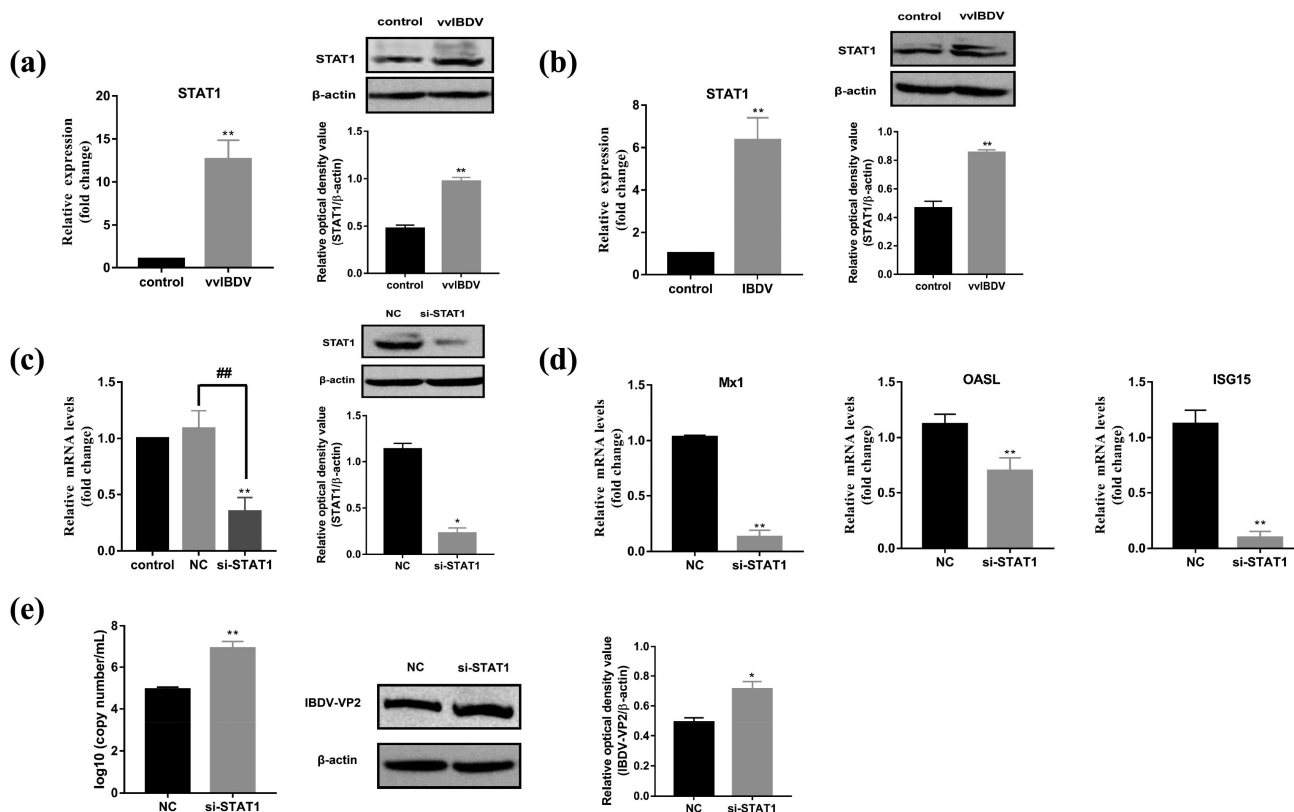 (a)
STAT1
Relative expression
(fold change)
20
15
10
5
0
**
control
vvIBDV
control
vvIBDV
STAT1
β-actin
Relative optical density value
(STAT1/β-actin)
1.5
1.0
0.5
0.0
**
control
vvIBDV
(b)
STAT1
Relative expression
(fold change)
8
6
4
2
0
**
control
IBDV
control
vvIBDV
STAT1
β-actin
Relative optical density value
(STAT1/β-actin)
1.0
0.8
0.6
0.4
0.2
0.0
**
control
vvIBDV
(c)
Relative mRNA levels
(fold change)
1.5
1.0
0.5
0.0
##
**
control
NC
si-STAT1
NC
si-STAT1
STAT1
β-actin
Relative optical density value
(STAT1/β-actin)
1.5
1.0
0.5
0.0
*
NC
si-STAT1
(d)
Mx1
Relative mRNA levels
(fold change)
1.5
1.0
0.5
0.0
**
NC
si-STAT1
OASL
Relative mRNA levels
(fold change)
1.5
1.0
0.5
0.0
**
NC
si-STAT1
ISG15
Relative mRNA levels
(fold change)
1.5
1.0
0.5
0.0
**
NC
si-STAT1
(e)
log10 (copy number/mL)
8
6
4
2
0
**
NC
si-STAT1
NC
si-STAT1
IBDV-VP2
β-actin
Relative optical density value
(IBDV-VP2/β-actin)
1.0
0.8
0.6
0.4
0.2
0.0
*
NC
si-STAT1